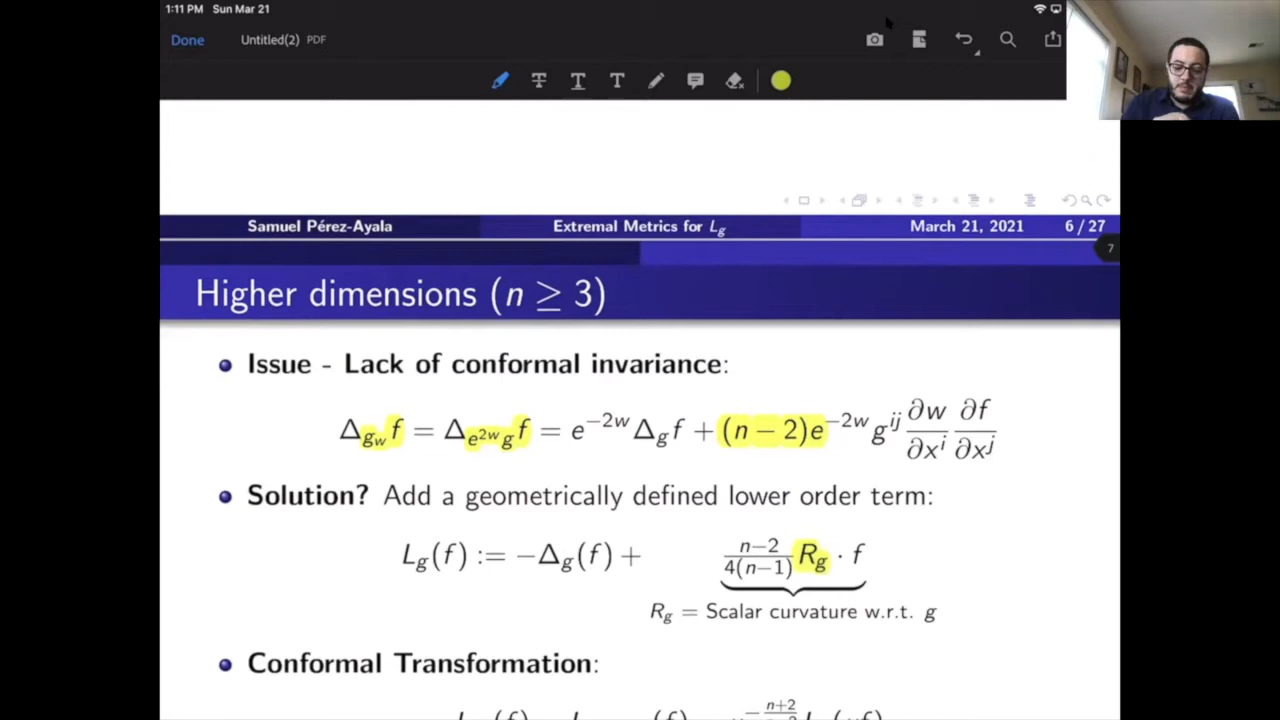 1:11 PM Sun Mar 21
Done Untitled(2) PDF
Samuel Pérez-Ayala Extremal Metrics for L_g March 21, 2021 6 / 27
7
Higher dimensions (n ≥ 3)
Issue - Lack of conformal invariance:
Δ_{g_w} f = Δ_{e^{2w} g} f = e^{−2w} Δ_g f + (n − 2)e^{−2w} g^{ij} ∂w/∂x^i ∂f/∂x^j
Solution? Add a geometrically defined lower order term:
L_g(f) := −Δ_g(f) + n−2/4(n−1) R_g · f
R_g = Scalar curvature w.r.t. g
Conformal Transformation: